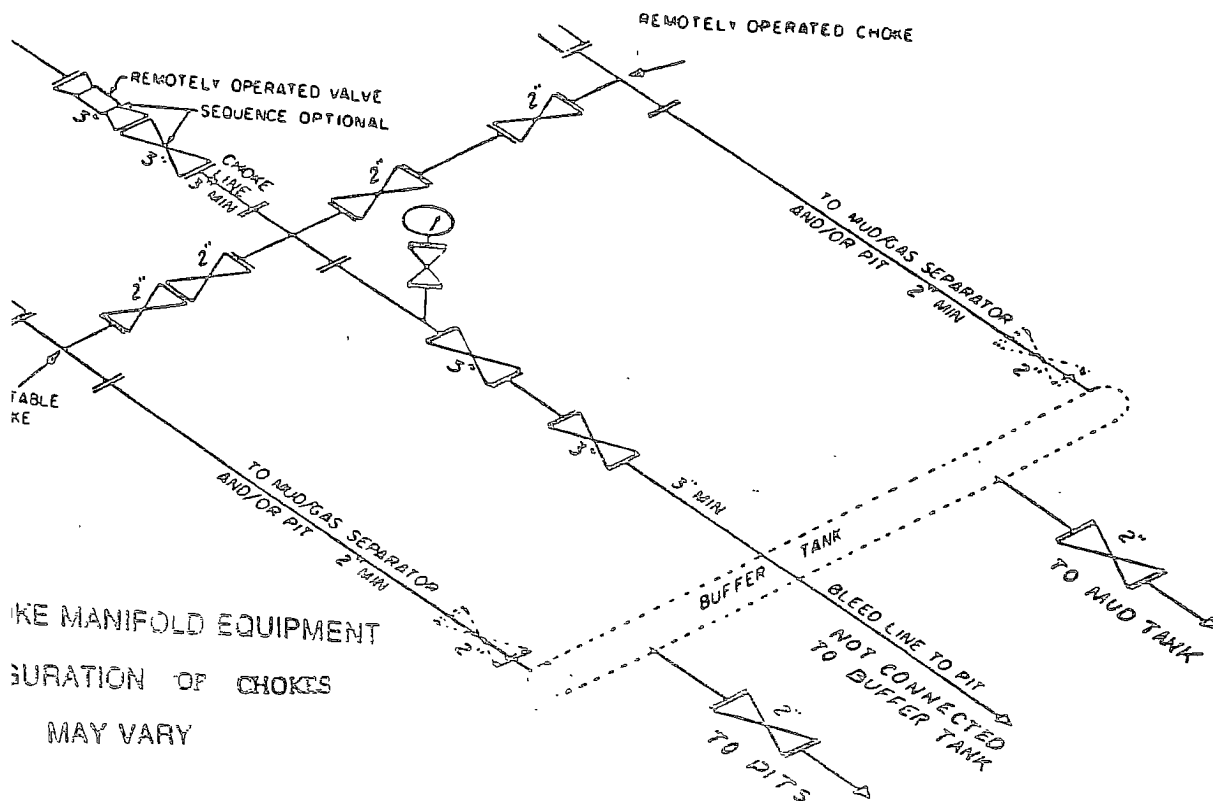 REMOTELY OPERATED CHOKE
REMOTELY OPERATED VALVE
SEQUENCE OPTIONAL
3"
3"
CHOKE
LINE
3 MIN
2"
2"
2"
2"
TABLE
KE
TO MUD/GAS SEPARATOR
AND/OR PIT 2" MIN
2"
3"
3"
3" MIN
TO MUD/GAS SEPARATOR
AND/OR PIT 2" MIN
2"
BUFFER TANK
BLEED LINE TO PIT
NOT CONNECTED
TO BUFFER TANK
2"
TO MUD TANK
2"
TO PITS
KE MANIFOLD EQUIPMENT
GURATION OF CHOKES
MAY VARY